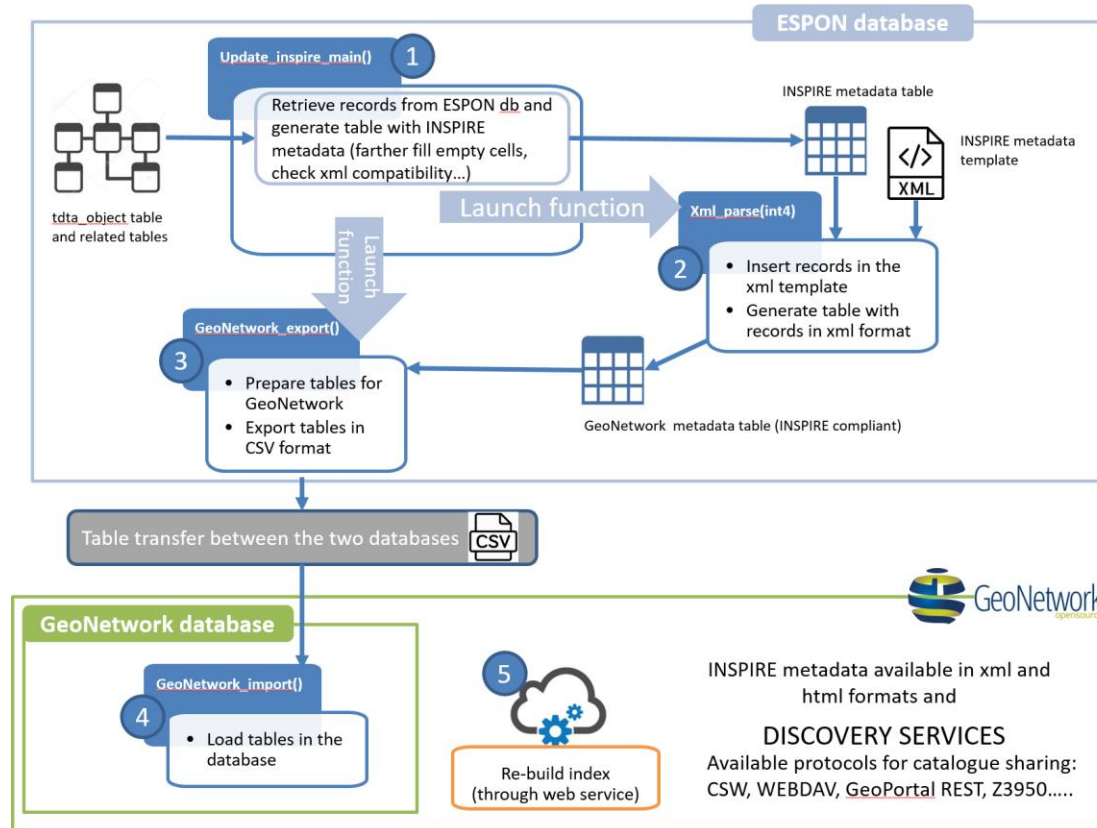 ESPON database
Update_inspire_main()
1
Retrieve records from ESPON db and
generate table with INSPIRE
metadata (farther fill empty cells,
check xml compatibility...)
tdta_object table
and related tables
INSPIRE metadata table
INSPIRE metadata
template
</>
XML
Launch function
Launch
function
Xml_parse(int4)
2
• Insert records in the
xml template
• Generate table with
records in xml format
GeoNetwork_export()
3
• Prepare tables for
GeoNetwork
• Export tables in
CSV format
GeoNetwork metadata table (INSPIRE compliant)
Table transfer between the two databases
CSV
GeoNetwork
opensource
GeoNetwork database
GeoNetwork_import()
4
• Load tables in the
database
5
Re-build index
(through web service)
INSPIRE metadata available in xml and
html formats and
DISCOVERY SERVICES
Available protocols for catalogue sharing:
CSW, WEBDAV, GeoPortal REST, Z3950.....